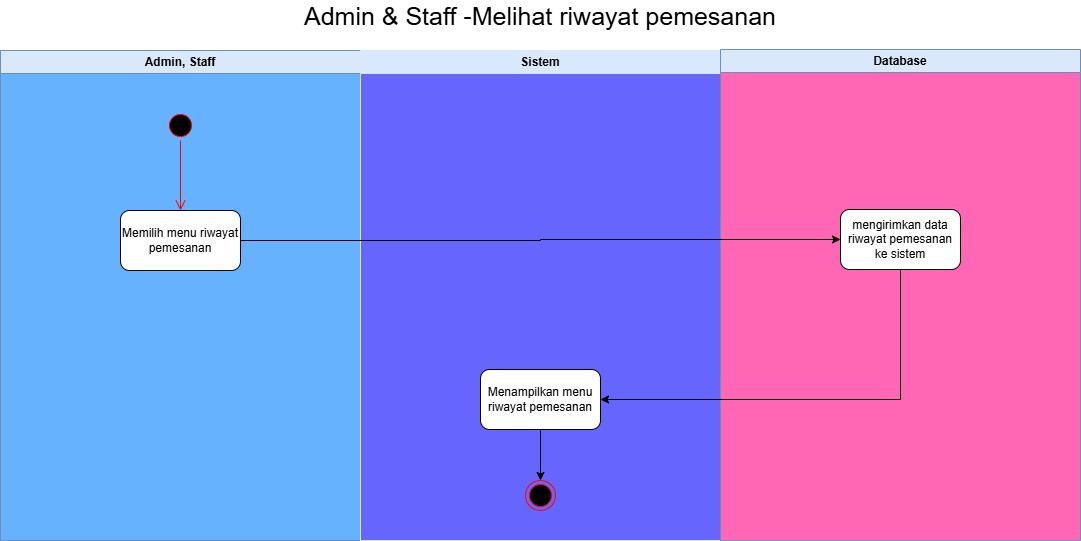 Admin & Staff -Melihat riwayat pemesanan
Admin, Staff
Sistem
Database
Memilih menu riwayat
pemesanan
mengirimkan data
riwayat pemesanan
ke sistem
Menampilkan menu
riwayat pemesanan